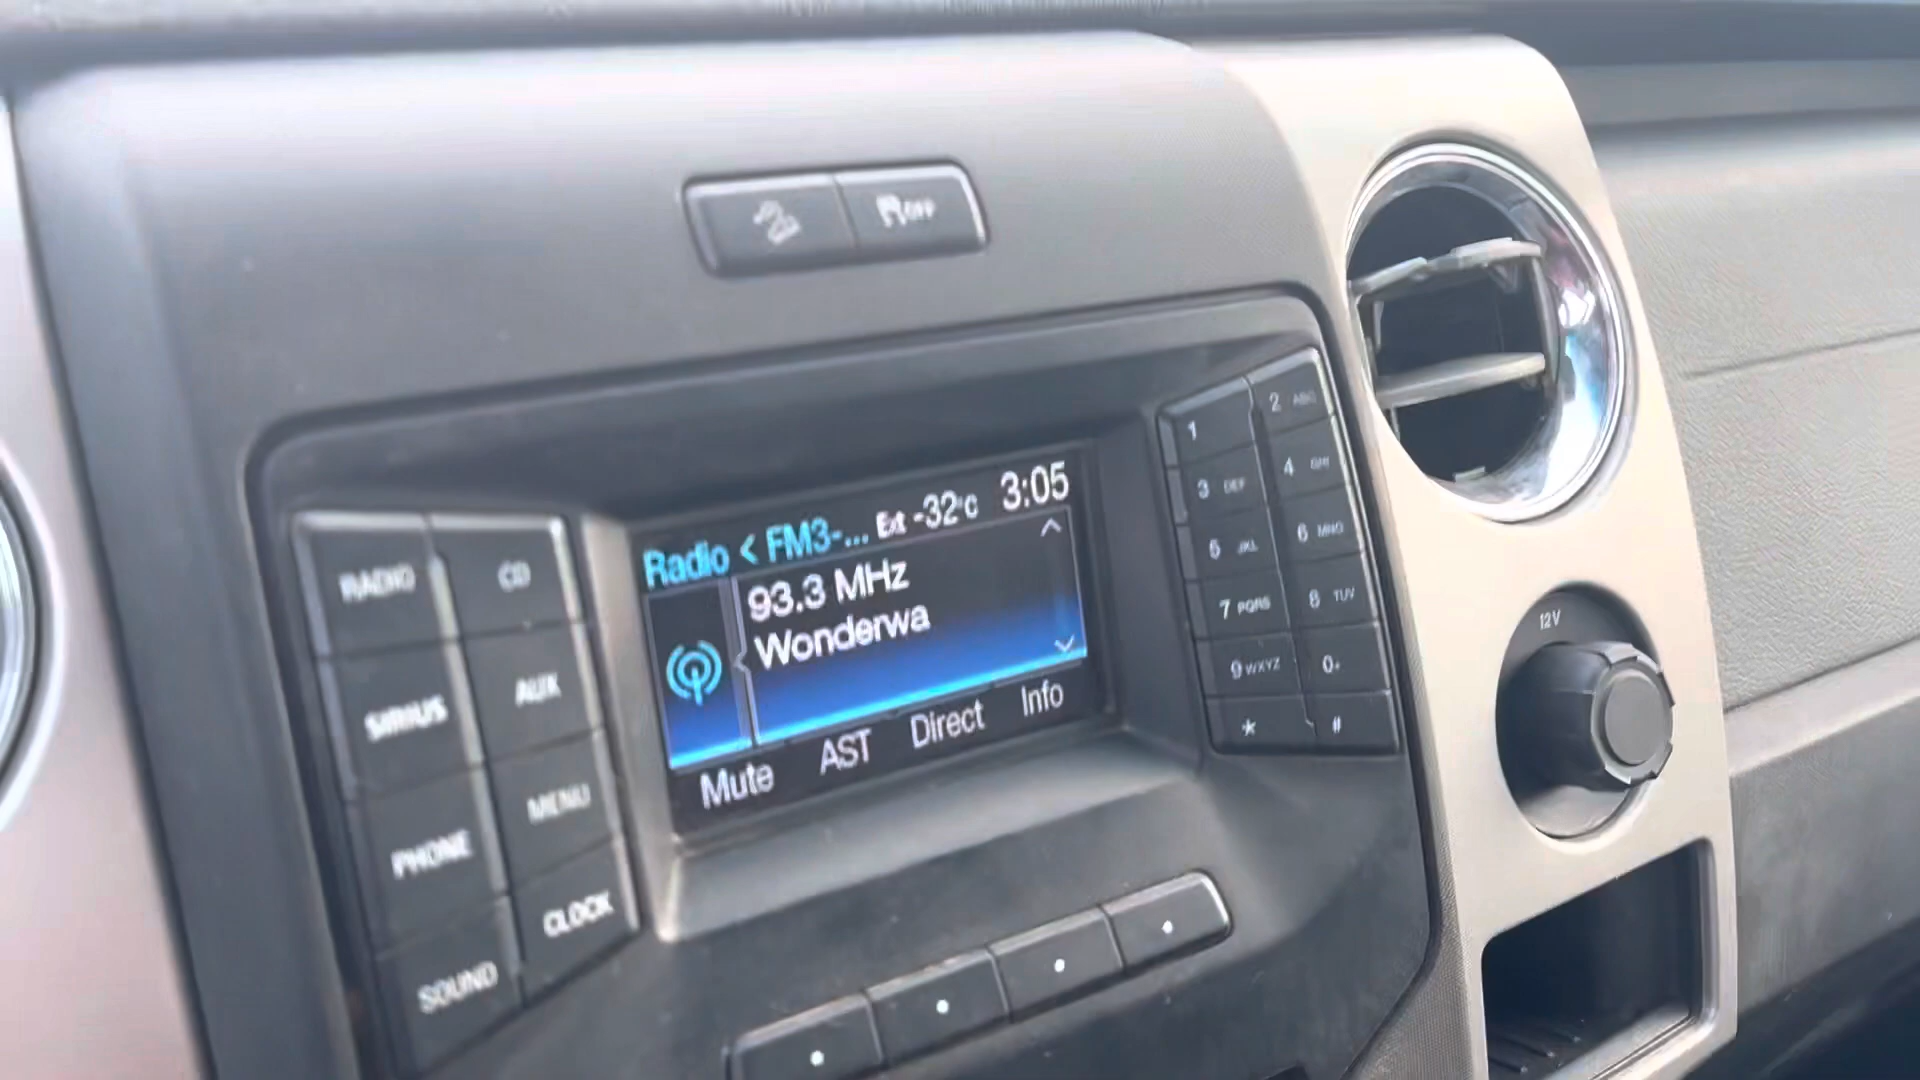 OFF
Radio < FM3-... Ext -32°C 3:05
93.3 MHz
Wonderwa
Mute AST Direct Info
RADIO CD
SIRIUS AUX
PHONE MENU
SOUND CLOCK
1 2 ABC
3 DEF 4 GHI
5 JKL 6 MNO
7 PQRS 8 TUV
9 WXYZ 0+
* #
12V